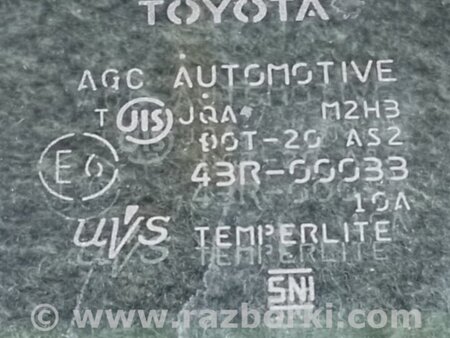 TOYOTA
AGC AUTOMOTIVE
T JIS JQA M2H3
DOT-20 AS2
E6 43R-00033
10A
UVS TEMPERLITE
SNI
© www.razborki.com